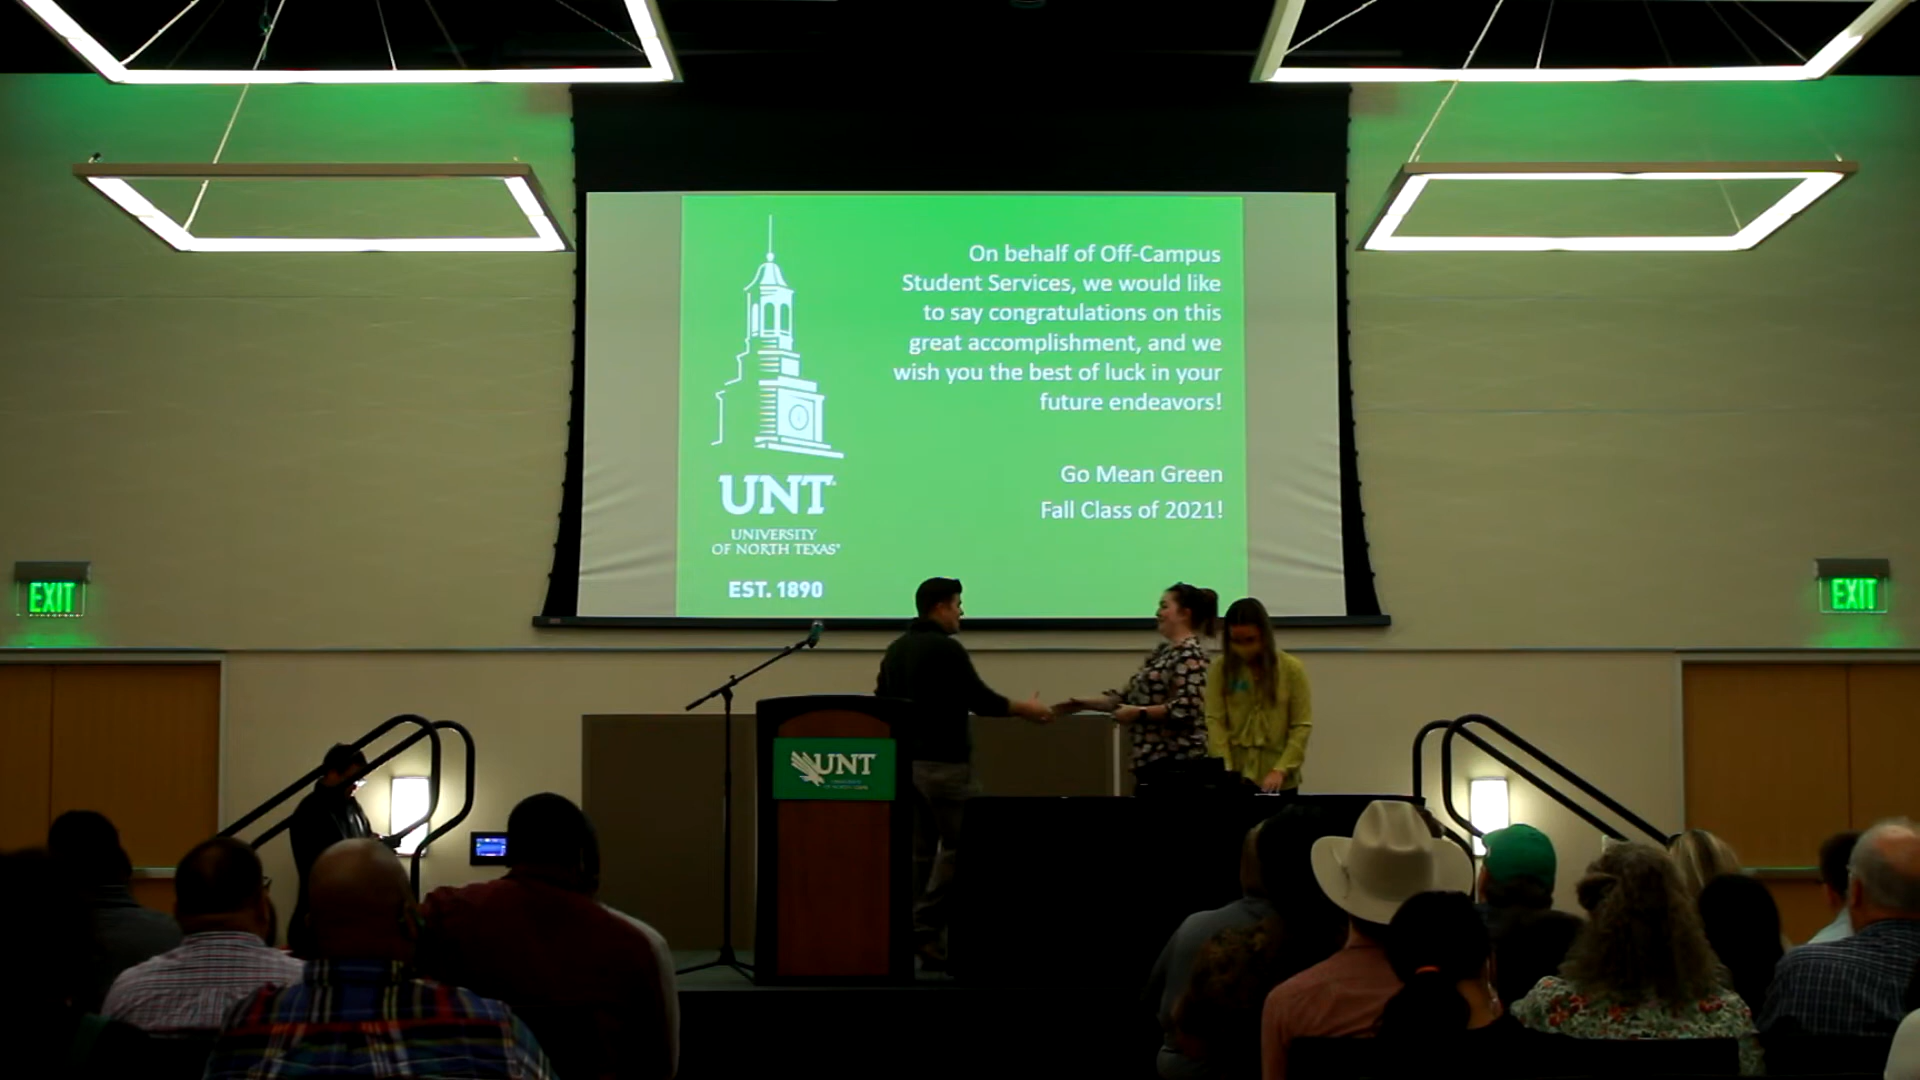 On behalf of Off-Campus
Student Services, we would like
to say congratulations on this
great accomplishment, and we
wish you the best of luck in your
future endeavors!
Go Mean Green
Fall Class of 2021!
UNT
UNIVERSITY
OF NORTH TEXAS®
EST. 1890
EXIT
EXIT
UNT